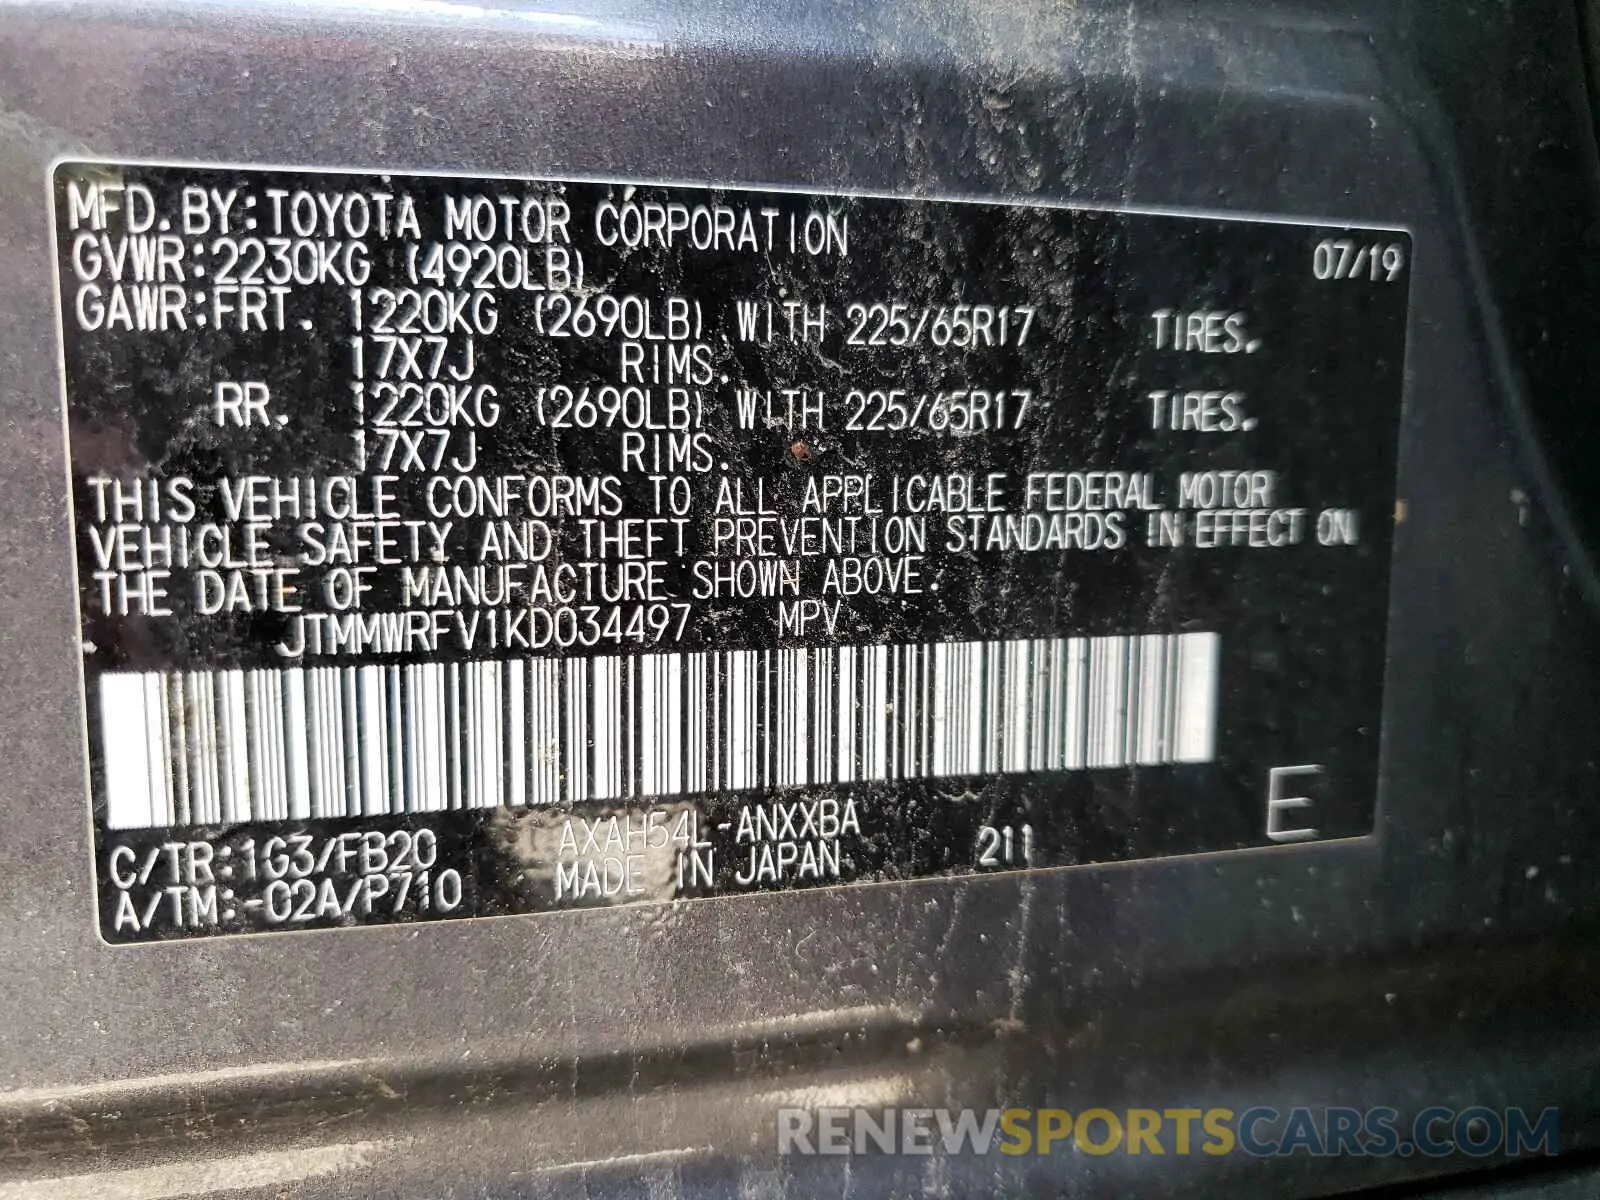 MFD.BY:TOYOTA MOTOR CORPORATION 07/19
GVWR:2230KG (4920LB)
GAWR:FRT. 1220KG (2690LB) WITH 225/65R17 TIRES.
17X7J RIMS.
RR. 1220KG (2690LB) WITH 225/65R17 TIRES.
17X7J RIMS.
THIS VEHICLE CONFORMS TO ALL APPLICABLE FEDERAL MOTOR
VEHICLE SAFETY AND THEFT PREVENTION STANDARDS IN EFFECT ON
THE DATE OF MANUFACTURE SHOWN ABOVE.
JTMMWRFV1KD034497 MPV
E
C/TR:1G3/FB20 AXAH54L-ANXXBA 211
A/TM:-02A/P710 MADE IN JAPAN
RENEWSPORTSCARS.COM